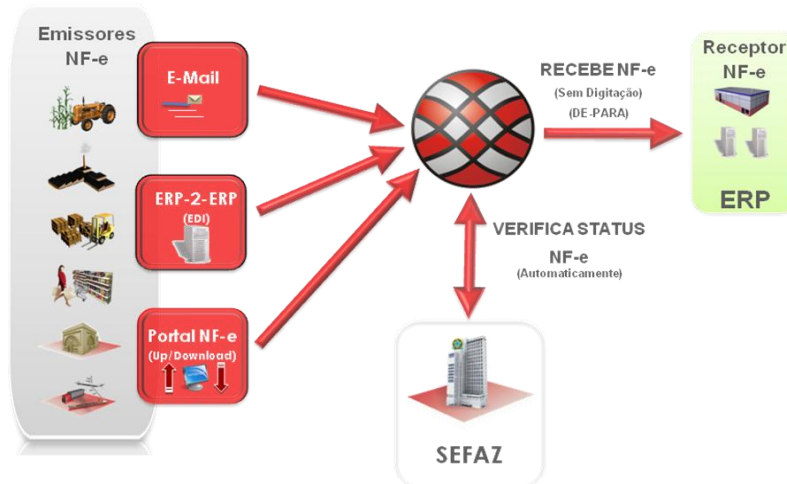 Emissores
NF-e
E-Mail
ERP-2-ERP
(EDI)
Portal NF-e
(Up/Download)
RECEBE NF-e
(Sem Digitação)
(DE-PARA)
VERIFICA STATUS
NF-e
(Automaticamente)
SEFAZ
Receptor
NF-e
ERP